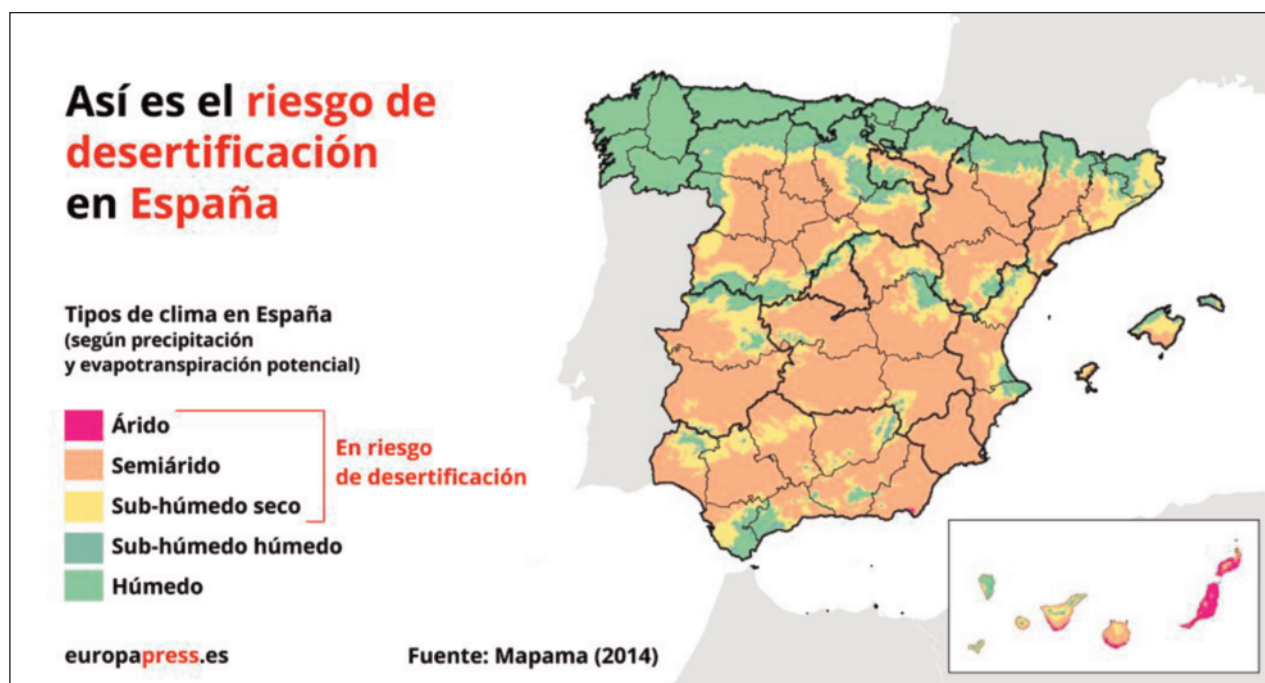 Así es el riesgo de
desertificación
en España
Tipos de clima en España
(según precipitación
y evapotranspiración potencial)
Árido
Semiárido
Sub-húmedo seco
Sub-húmedo húmedo
Húmedo
En riesgo
de desertificación
europapress.es
Fuente: Mapama (2014)